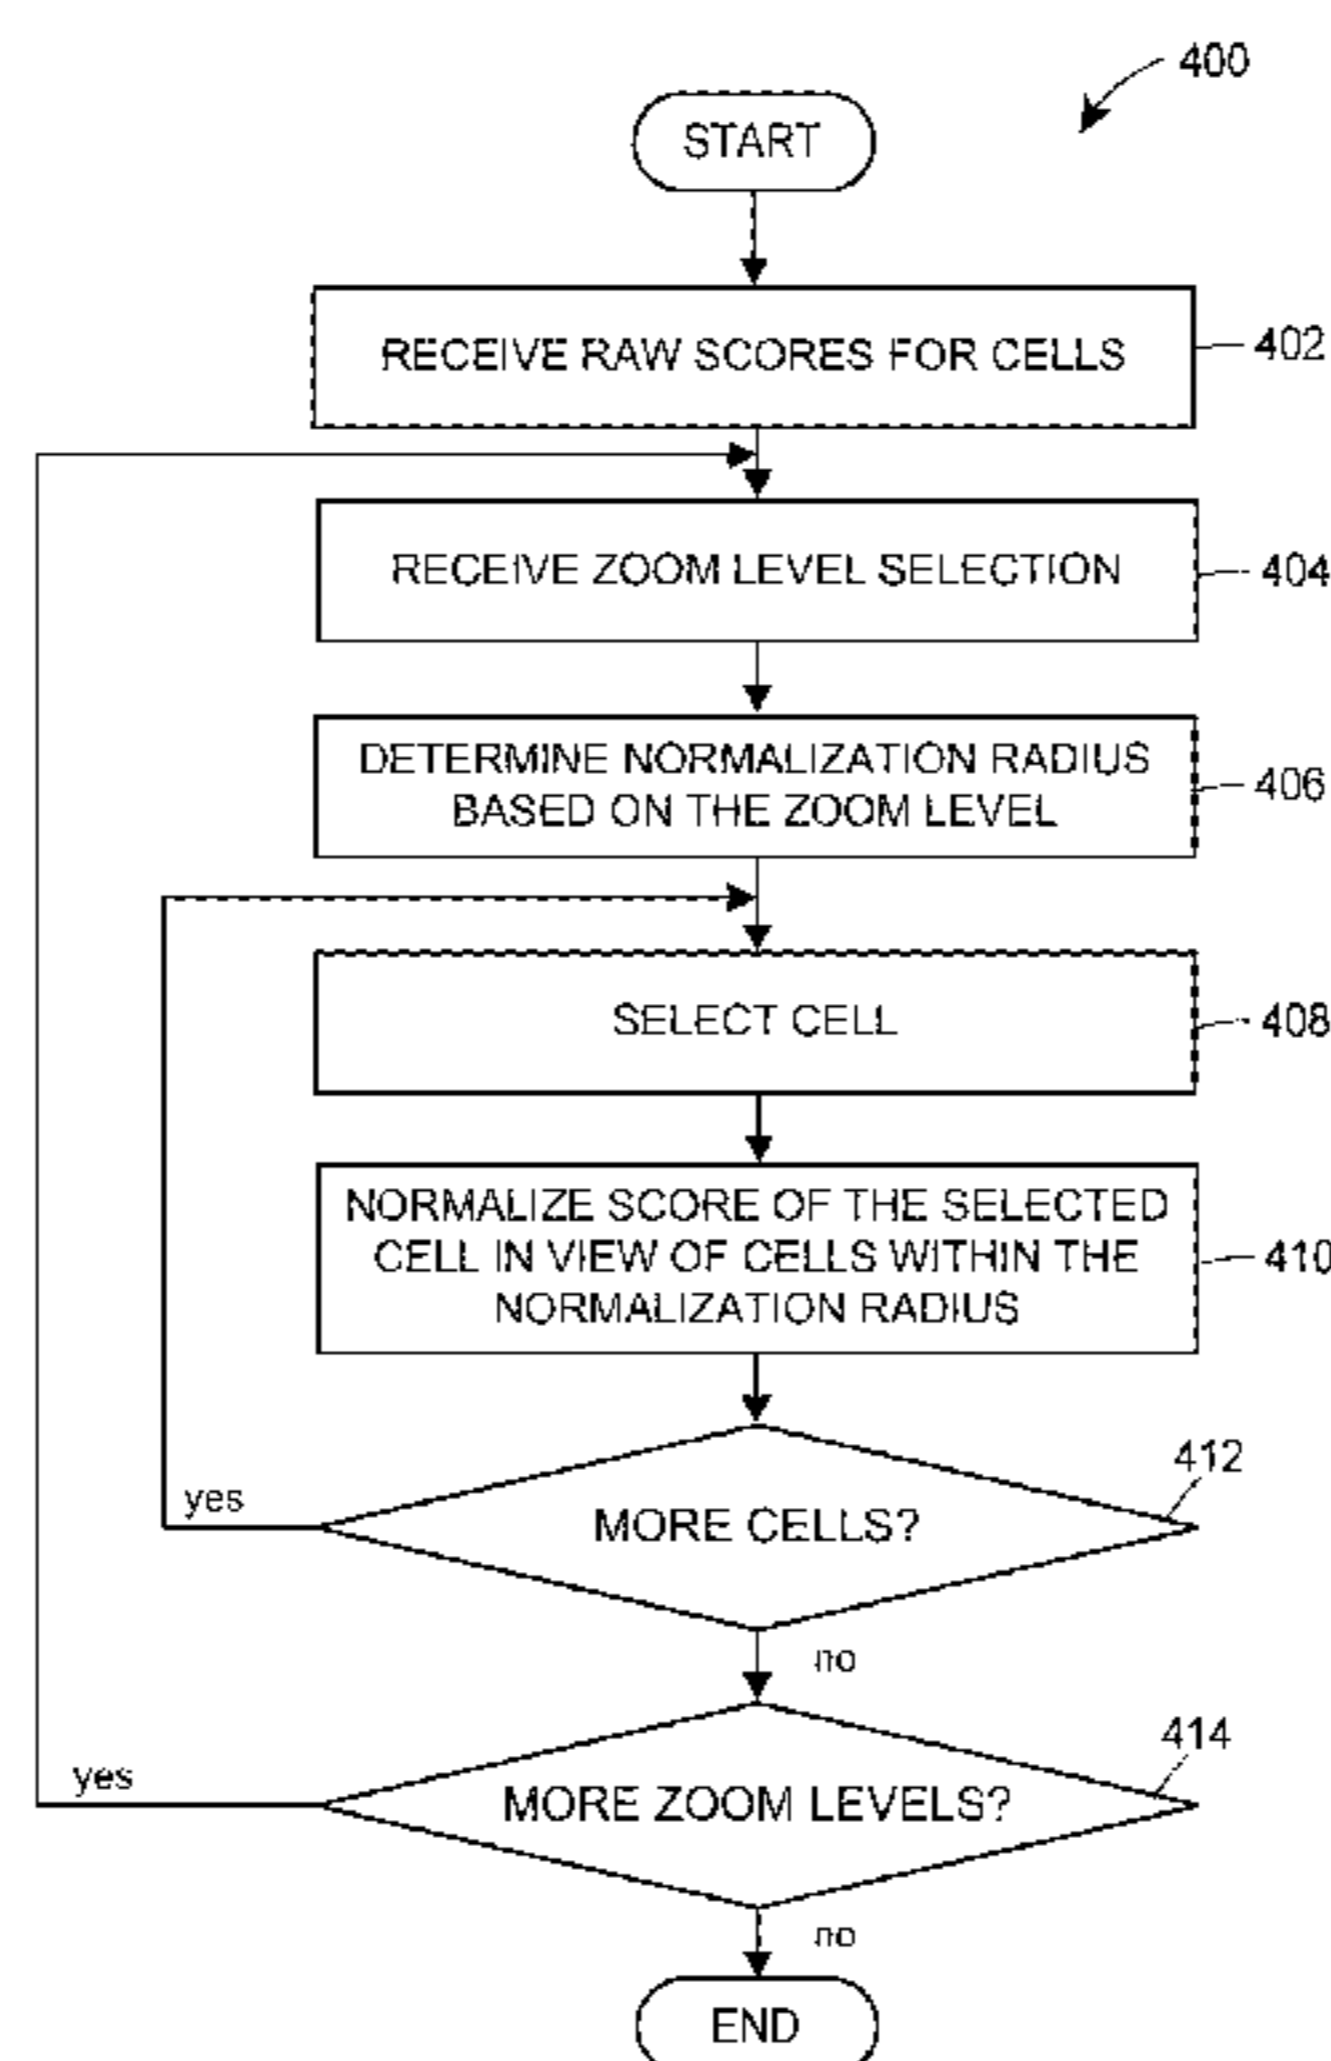 400
START
RECEIVE RAW SCORES FOR CELLS
402
RECEIVE ZOOM LEVEL SELECTION
404
DETERMINE NORMALIZATION RADIUS
BASED ON THE ZOOM LEVEL
406
SELECT CELL
408
NORMALIZE SCORE OF THE SELECTED
CELL IN VIEW OF CELLS WITHIN THE
NORMALIZATION RADIUS
410
412
yes
MORE CELLS?
no
414
yes
MORE ZOOM LEVELS?
no
END